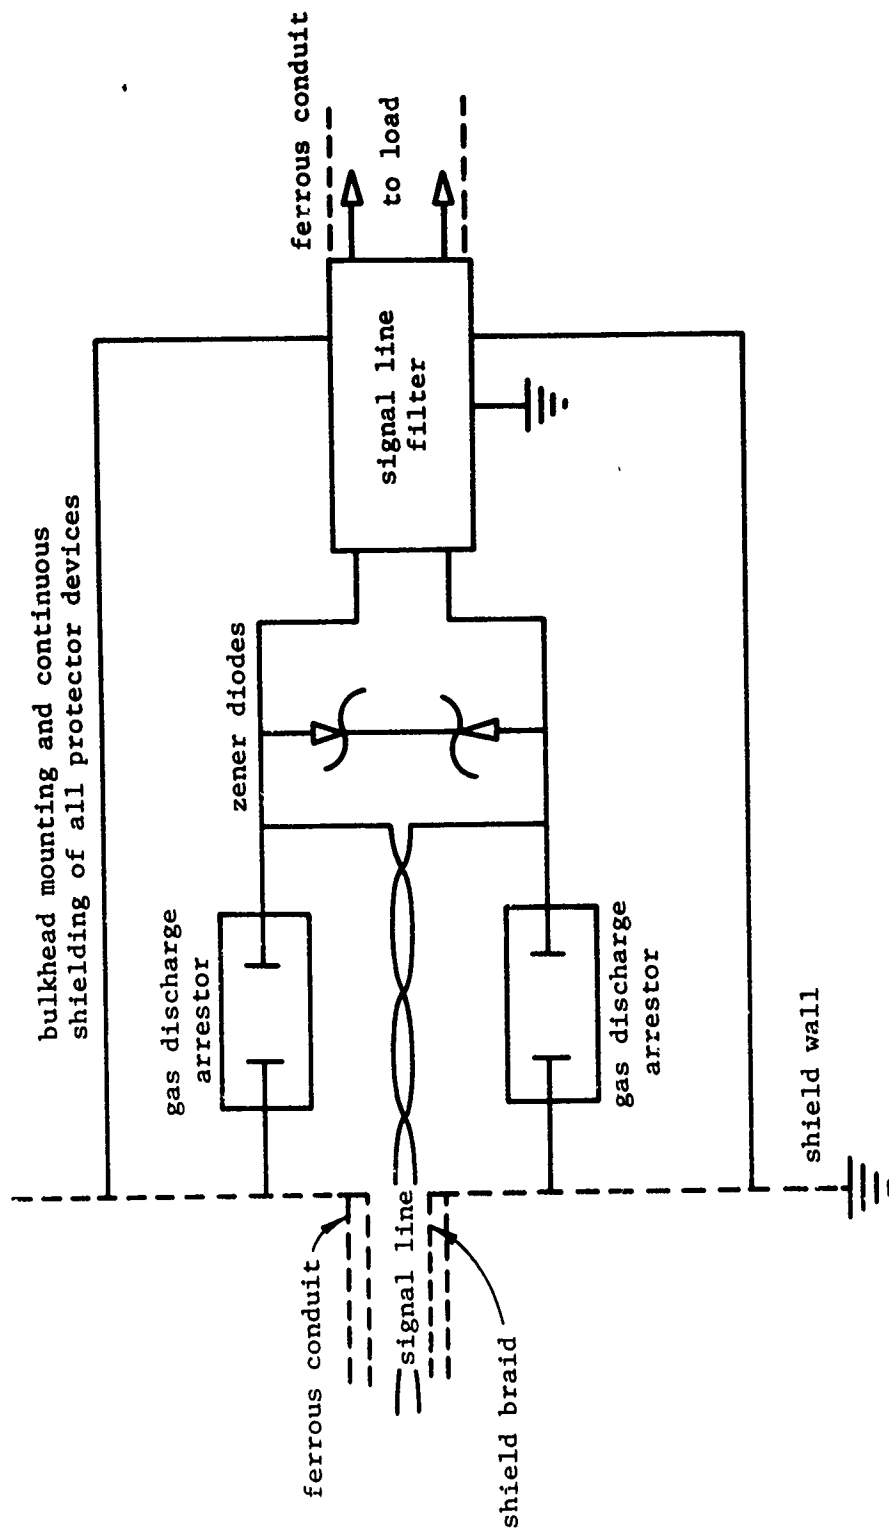 bulkhead mounting and continuous
shielding of all protector devices
ferrous conduit
to load
signal line
filter
zener diodes
gas discharge
arrestor
gas discharge
arrestor
ferrous conduit
signal line
shield braid
shield wall